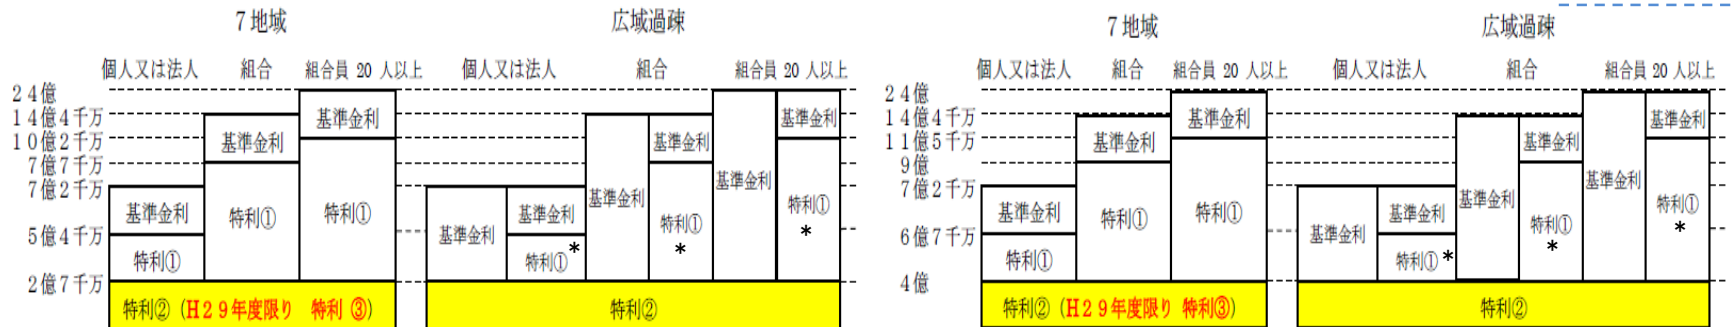 ７地域
広域過疎
個人又は法人 組合 組合員 20 人以上
個人又は法人 組合 組合員 20 人以上
２４億
１４億４千万
１０億２千万
７億７千万
７億２千万
５億４千万
２億７千万
基準金利
特利①
基準金利
特利①
基準金利
特利①
特利②（H２９年度限り 特利 ③）
基準金利
基準金利
特利①*
基準金利
基準金利
特利①
*
基準金利
基準金利
特利①
*
特利②
７地域
広域過疎
個人又は法人 組合 組合員 20 人以上
個人又は法人 組合 組合員 20 人以上
２４億
１４億４千万
１１億５千万
９億
７億２千万
６億７千万
４億
基準金利
特利①
基準金利
特利①
基準金利
特利①
特利②（H２９年度限り 特利③）
基準金利
基準金利
特利①*
基準金利
基準金利
特利①
*
基準金利
基準金利
特利①
*
特利②